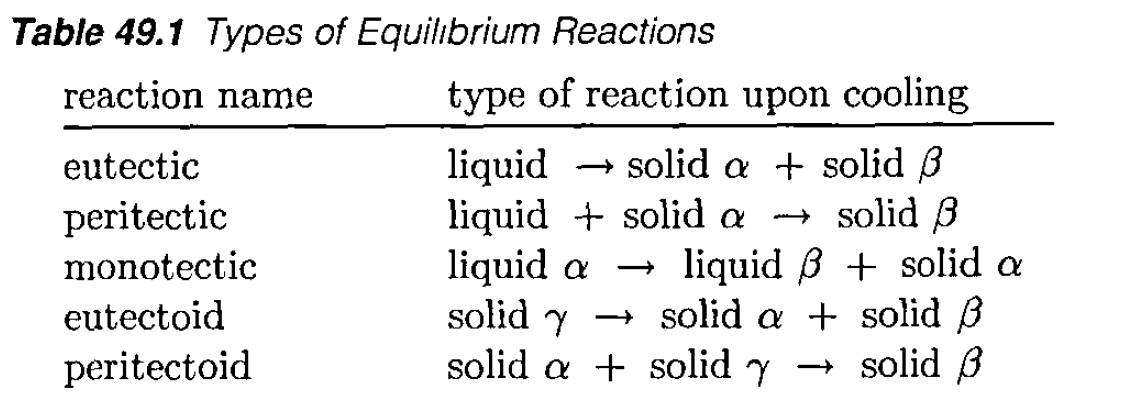 Table 49.1 Types of Equilibrium Reactions
reaction name type of reaction upon cooling
eutectic liquid → solid α + solid β
peritectic liquid + solid α → solid β
monotectic liquid α → liquid β + solid α
eutectoid solid γ → solid α + solid β
peritectoid solid α + solid γ → solid β